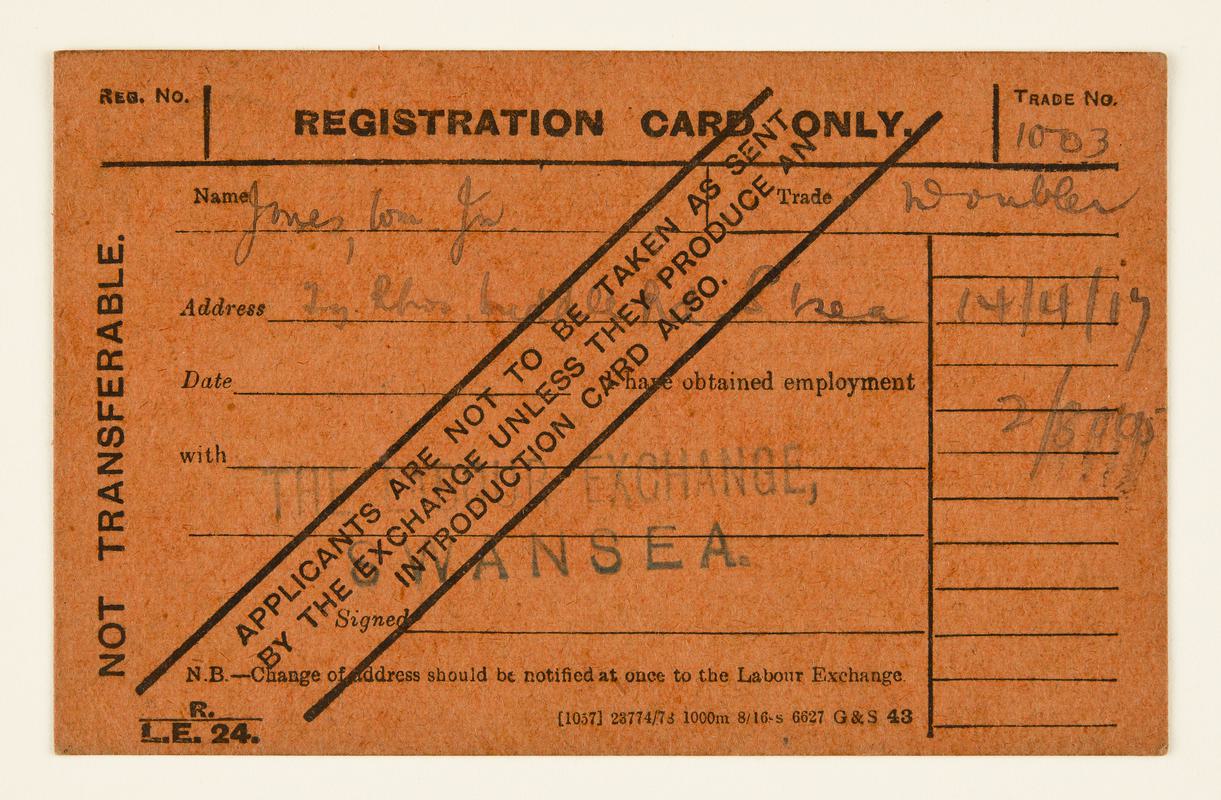 REG. No.
REGISTRATION CARD ONLY.
TRADE No.
1003
Name Jones, Wm Jn.
Trade Doubler
Address Rd S'sea
14/4/17
Date I have obtained employment
with
THE EXCHANGE,
SWANSEA.
Signed
N.B.—Change of address should be notified at once to the Labour Exchange.
R.
L.E. 24.
[1057] 23774/73 1000m 8/16-s 6627 G & S 43
NOT TRANSFERABLE.
APPLICANTS ARE NOT TO BE TAKEN AS SENT
BY THE EXCHANGE UNLESS THEY PRODUCE AN
INTRODUCTION CARD ALSO.